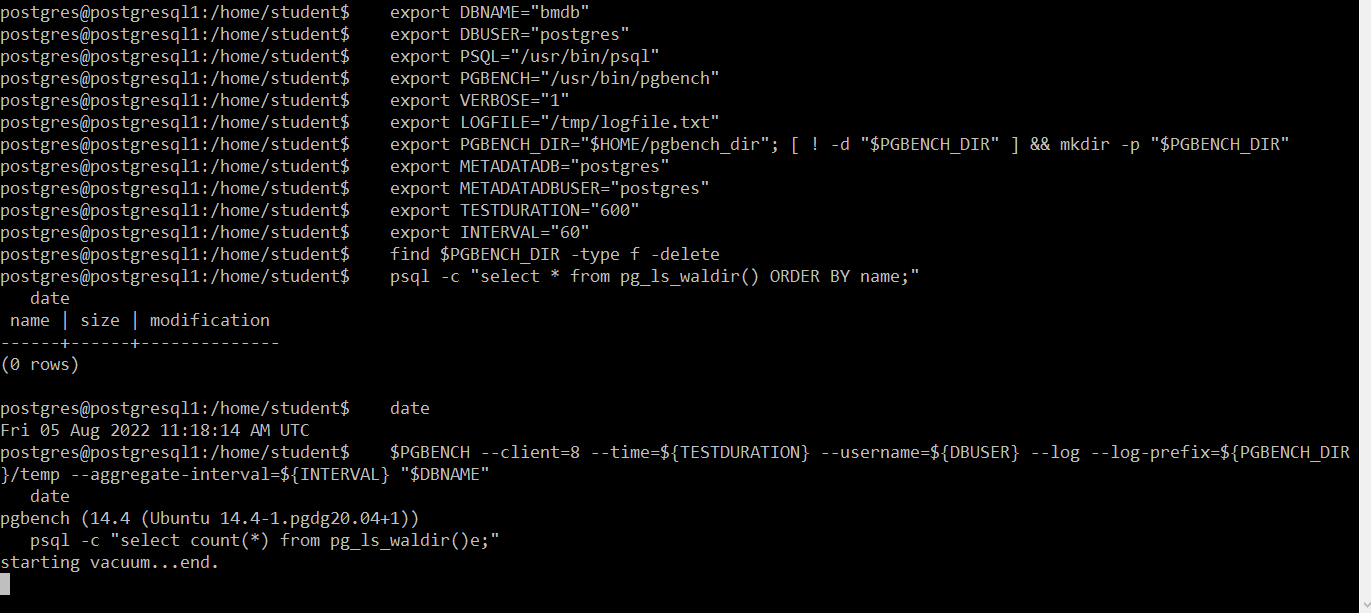 postgres@postgresql1:/home/student$    export DBNAME="bmdb"
postgres@postgresql1:/home/student$    export DBUSER="postgres"
postgres@postgresql1:/home/student$    export PSQL="/usr/bin/psql"
postgres@postgresql1:/home/student$    export PGBENCH="/usr/bin/pgbench"
postgres@postgresql1:/home/student$    export VERBOSE="1"
postgres@postgresql1:/home/student$    export LOGFILE="/tmp/logfile.txt"
postgres@postgresql1:/home/student$    export PGBENCH_DIR="$HOME/pgbench_dir"; [ ! -d "$PGBENCH_DIR" ] && mkdir -p "$PGBENCH_DIR"
postgres@postgresql1:/home/student$    export METADATADB="postgres"
postgres@postgresql1:/home/student$    export METADATADBUSER="postgres"
postgres@postgresql1:/home/student$    export TESTDURATION="600"
postgres@postgresql1:/home/student$    export INTERVAL="60"
postgres@postgresql1:/home/student$    find $PGBENCH_DIR -type f -delete
postgres@postgresql1:/home/student$    psql -c "select * from pg_ls_waldir() ORDER BY name;"
   date
 name | size | modification
------+------+--------------
(0 rows)

postgres@postgresql1:/home/student$    date
Fri 05 Aug 2022 11:18:14 AM UTC
postgres@postgresql1:/home/student$    $PGBENCH --client=8 --time=${TESTDURATION} --username=${DBUSER} --log --log-prefix=${PGBENCH_DIR
}/temp --aggregate-interval=${INTERVAL} "$DBNAME"
   date
pgbench (14.4 (Ubuntu 14.4-1.pgdg20.04+1))
   psql -c "select count(*) from pg_ls_waldir()e;"
starting vacuum...end.